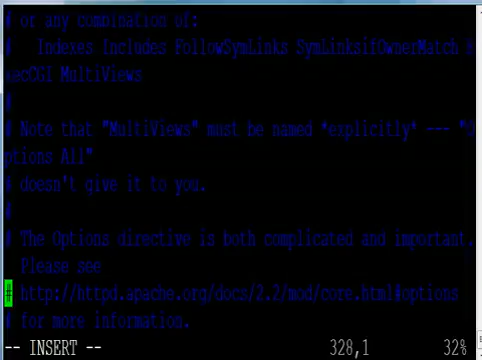 # or any combination of:
#   Indexes Includes FollowSymLinks SymLinksifOwnerMatch
ecCGI MultiViews
#
# Note that "MultiViews" must be named *explicitly* --- "O
ptions All"
# doesn't give it to you.
#
# The Options directive is both complicated and important.
Please see
# http://httpd.apache.org/docs/2.2/mod/core.html#options
# for more information.
-- INSERT -- 328,1 32%